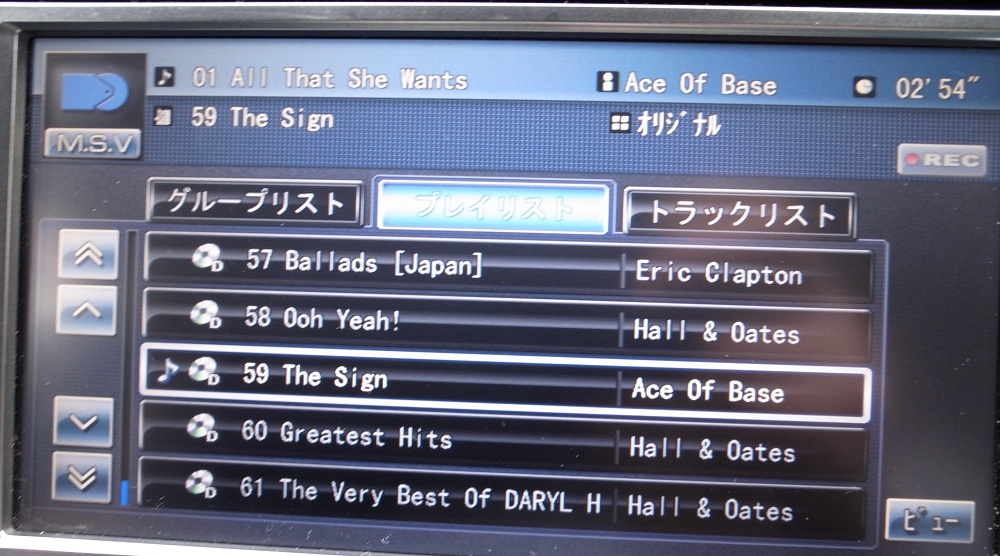 01 All That She Wants Ace Of Base 02'54"
M.S.V 59 The Sign ｵﾘｼﾞﾅﾙ
REC
グループリスト プレイリスト トラックリスト
57 Ballads [Japan] Eric Clapton
58 Ooh Yeah! Hall & Oates
59 The Sign Ace Of Base
60 Greatest Hits Hall & Oates
61 The Very Best Of DARYL H Hall & Oates
ﾋﾞｭｰ